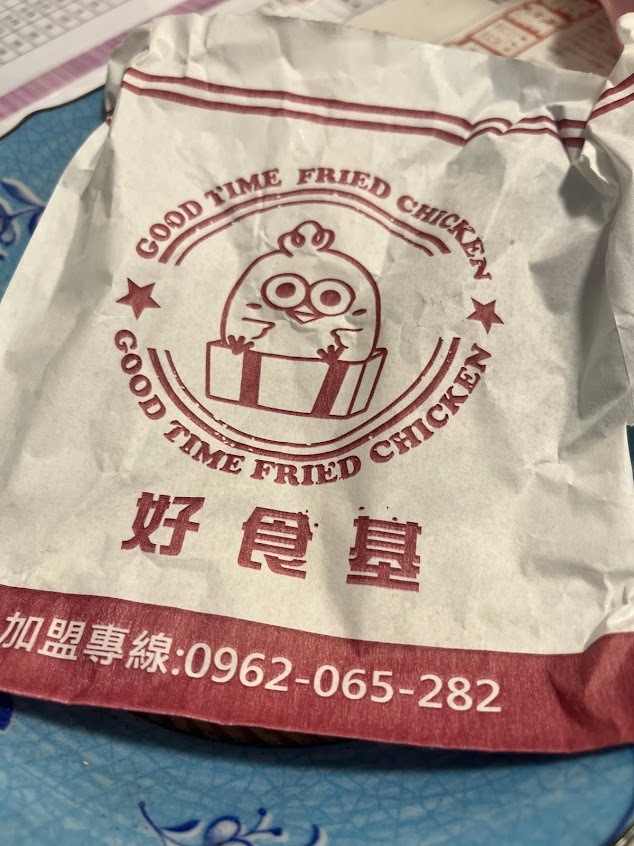 GOOD TIME FRIED CHICKEN
GOOD TIME FRIED CHICKEN
好食基
加盟專線:0962-065-282